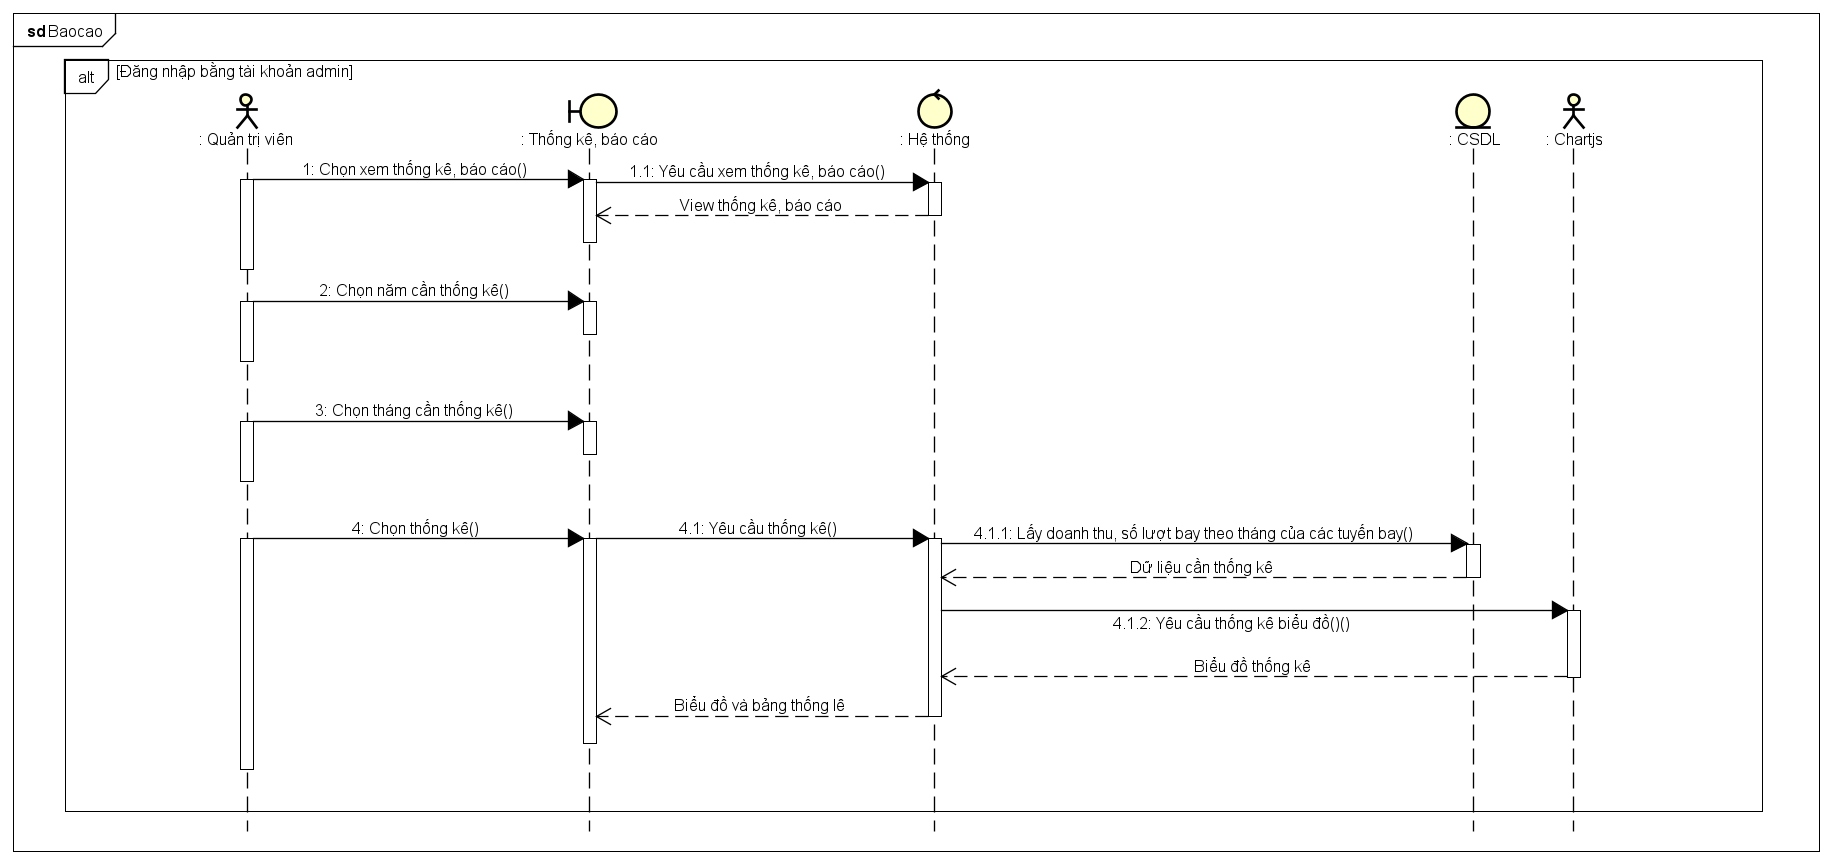 sd Baocao
alt
[Đăng nhập bằng tài khoản admin]
: Quản trị viên
: Thống kê, báo cáo
: Hệ thống
: CSDL
: Chartjs
1: Chọn xem thống kê, báo cáo()
1.1: Yêu cầu xem thống kê, báo cáo()
View thống kê, báo cáo
2: Chọn năm cần thống kê()
3: Chọn tháng cần thống kê()
4: Chọn thống kê()
4.1: Yêu cầu thống kê()
4.1.1: Lấy doanh thu, số lượt bay theo tháng của các tuyến bay()
Dữ liệu cần thống kê
4.1.2: Yêu cầu thống kê biểu đồ()()
Biểu đồ thống kê
Biểu đồ và bảng thống lê